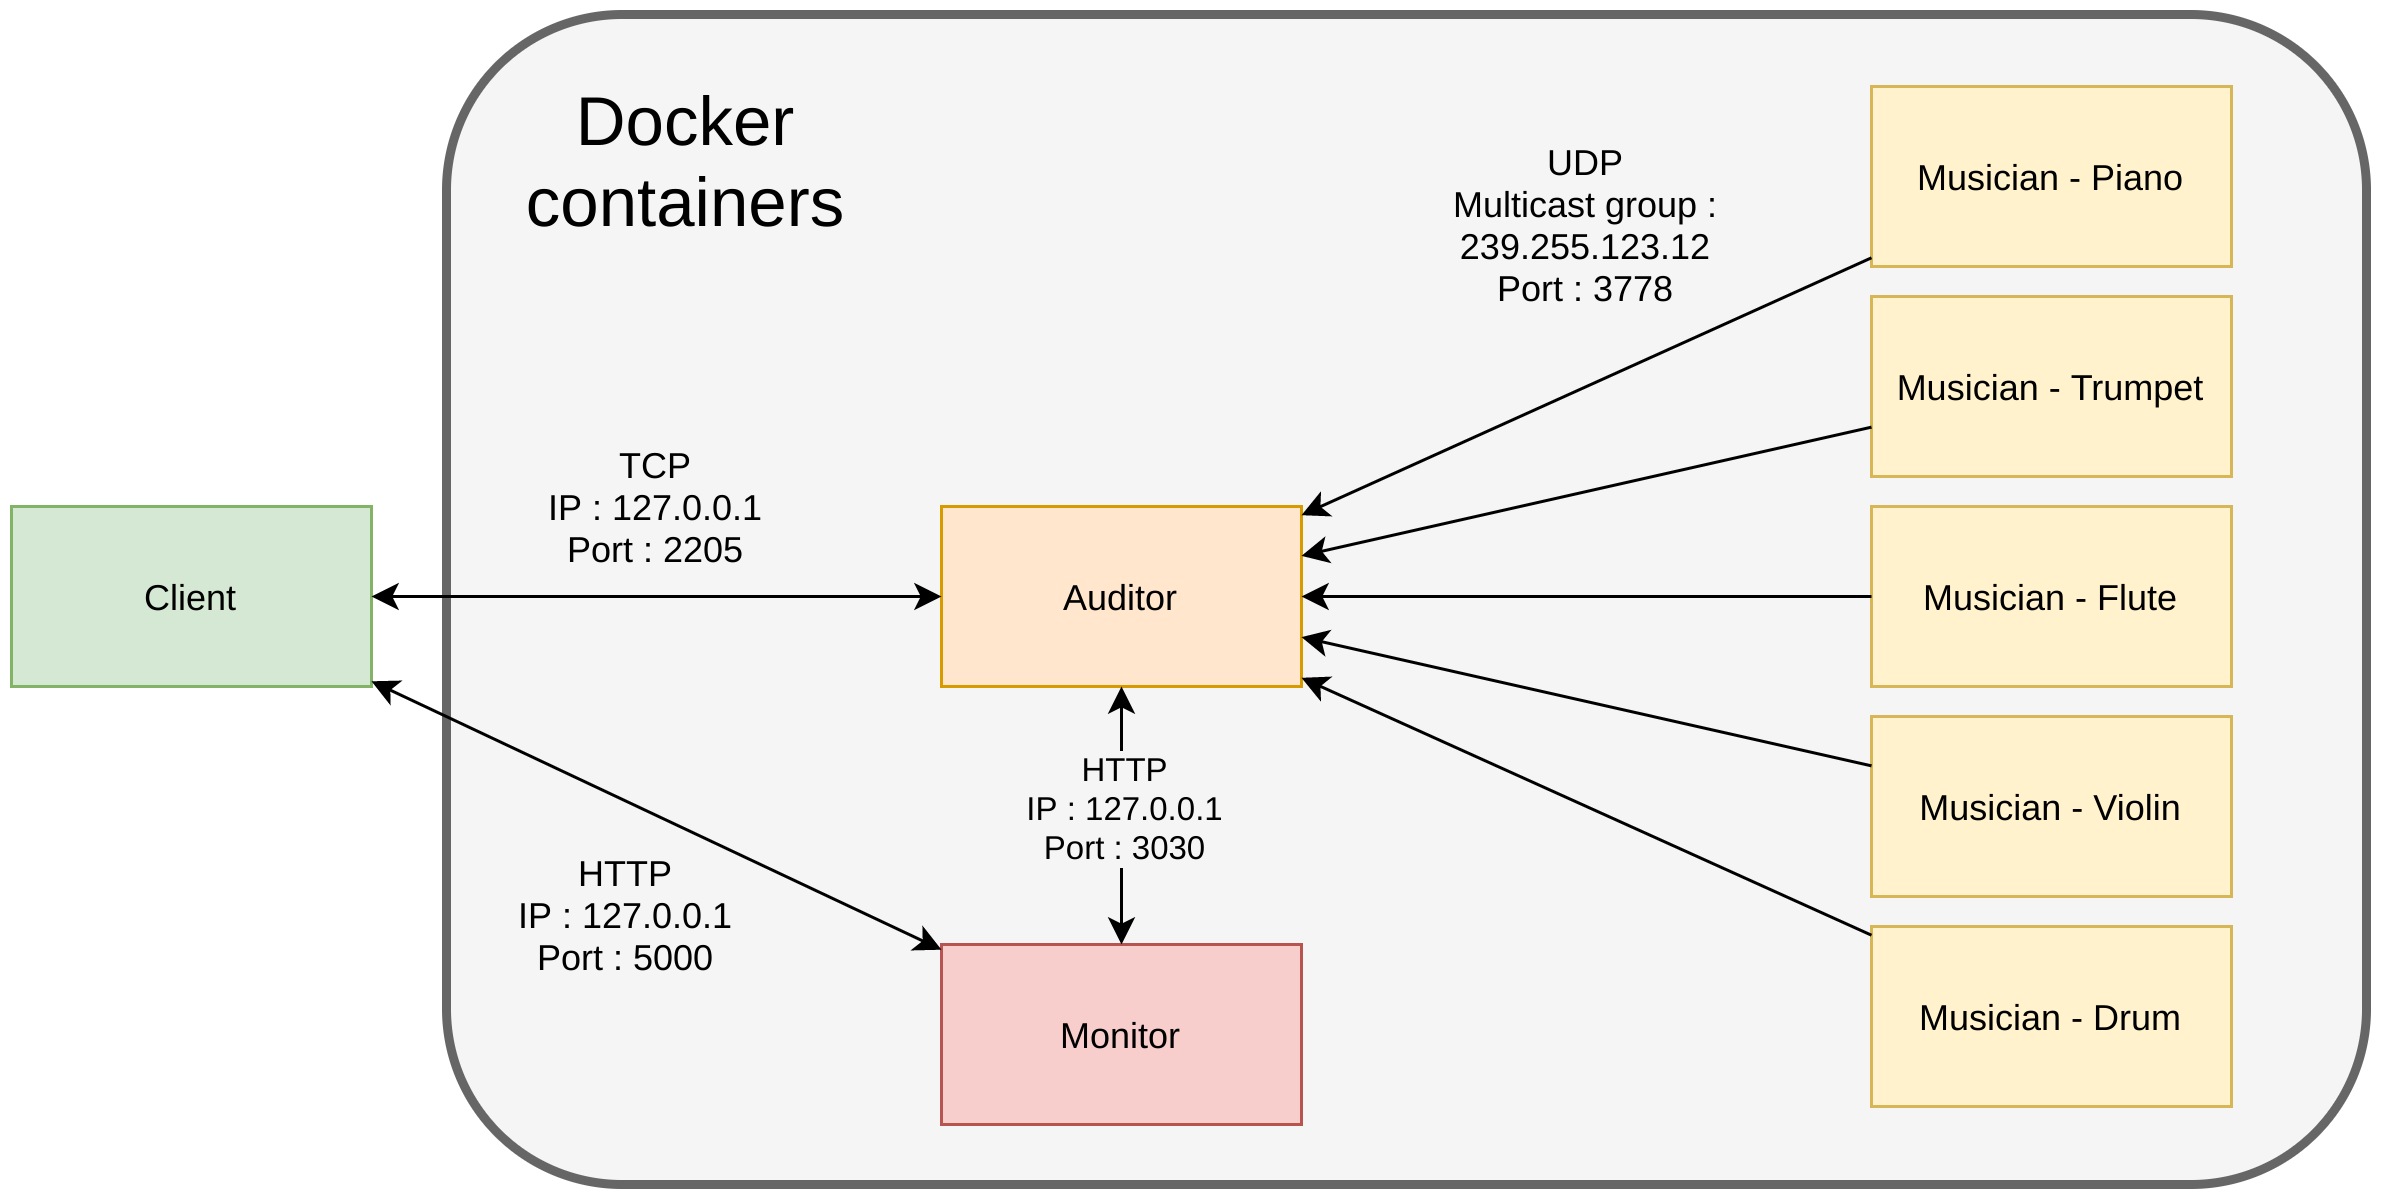 Docker
containers
UDP
Multicast group :
239.255.123.12
Port : 3778
Musician - Piano
Musician - Trumpet
TCP
IP : 127.0.0.1
Port : 2205
Client
Auditor
Musician - Flute
HTTP
IP : 127.0.0.1
Port : 3030
Musician - Violin
HTTP
IP : 127.0.0.1
Port : 5000
Monitor
Musician - Drum